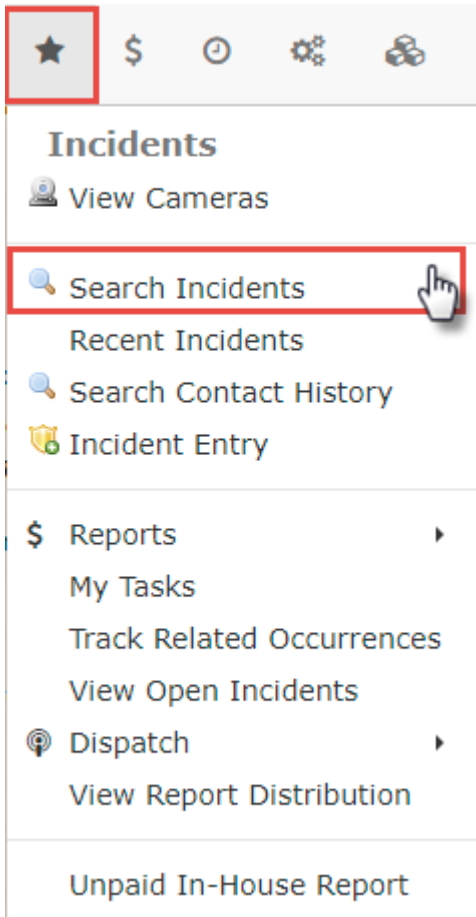 $
Incidents
View Cameras
Search Incidents
Recent Incidents
Search Contact History
Incident Entry
$ Reports
My Tasks
Track Related Occurrences
View Open Incidents
Dispatch
View Report Distribution
Unpaid In-House Report